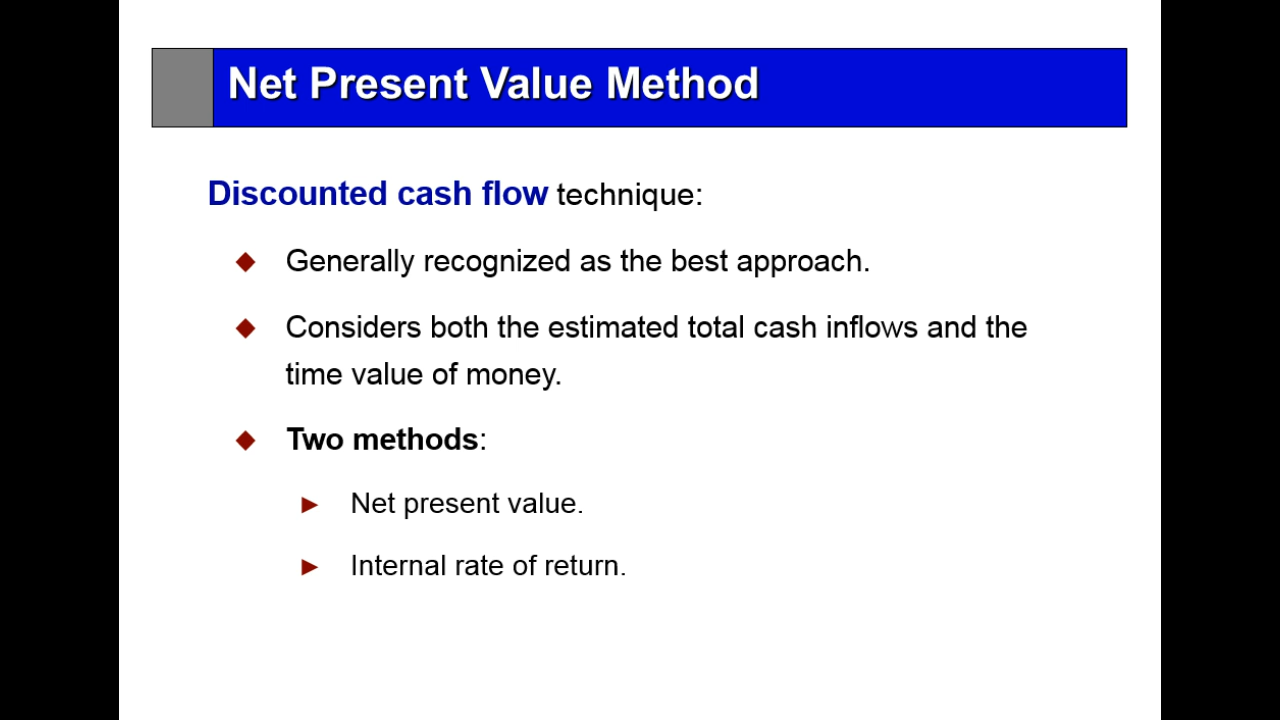 Net Present Value Method
Discounted cash flow technique:
Generally recognized as the best approach.
Considers both the estimated total cash inflows and the
time value of money.
Two methods:
Net present value.
Internal rate of return.